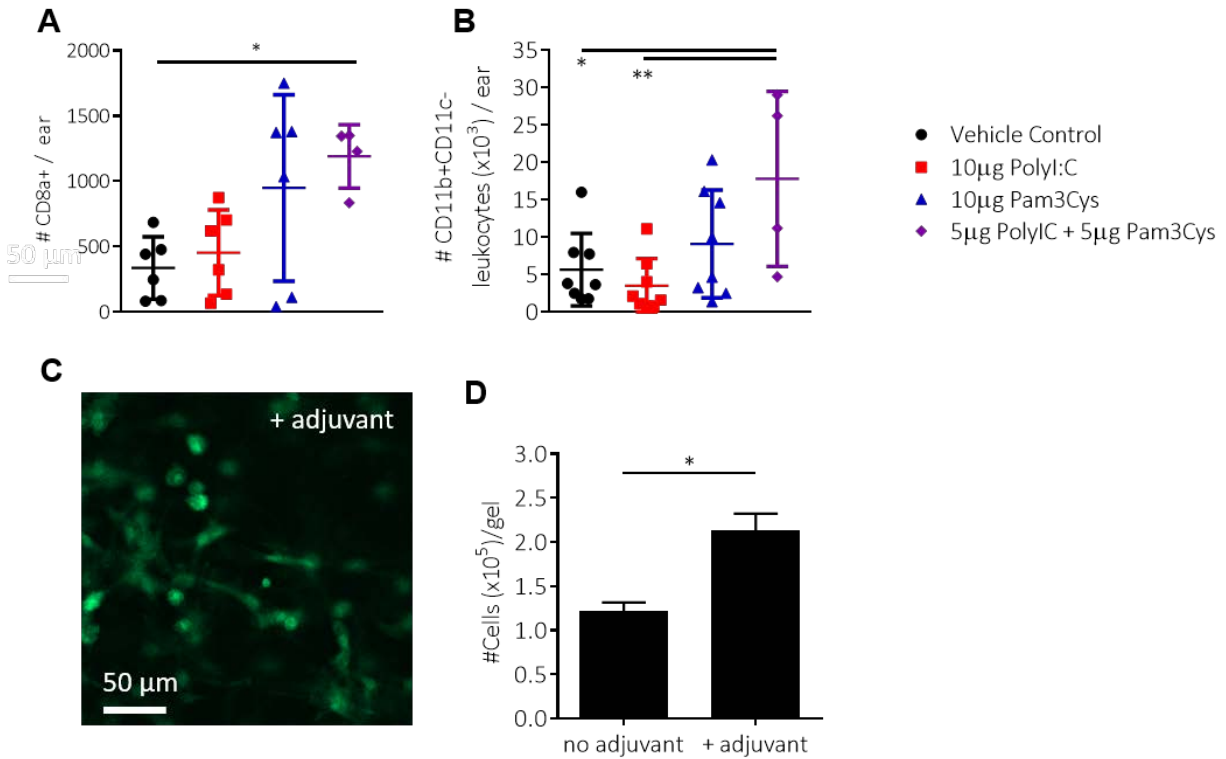 A
# CD8a+ / ear
2000
1500
1000
500
0
*
50 μm
B
# CD11b+CD11c-
leukocytes (x10³) / ear
35
30
25
20
15
10
5
0
*
**
Vehicle Control
10μg PolyI:C
10μg Pam3Cys
5μg PolyIC + 5μg Pam3Cys
C
+ adjuvant
50 μm
D
#Cells (x10⁵)/gel
3.0
2.5
2.0
1.5
1.0
0.5
0.0
*
no adjuvant
+ adjuvant